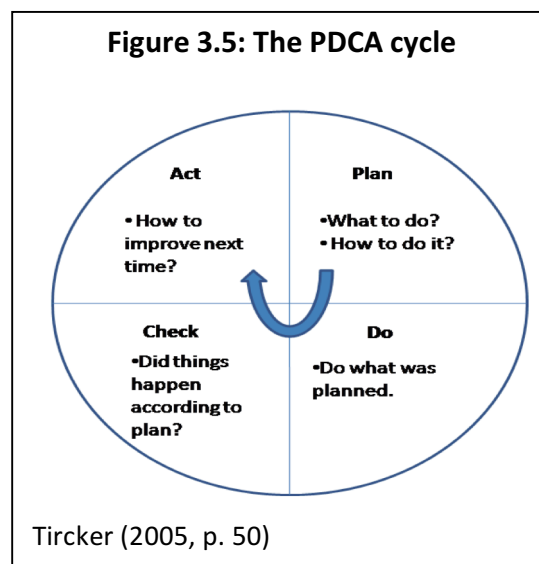 Figure 3.5: The PDCA cycle
Act
• How to
improve next
time?
Plan
•What to do?
• How to do it?
Check
•Did things
happen
according to
plan?
Do
•Do what was
planned.
Tircker (2005, p. 50)